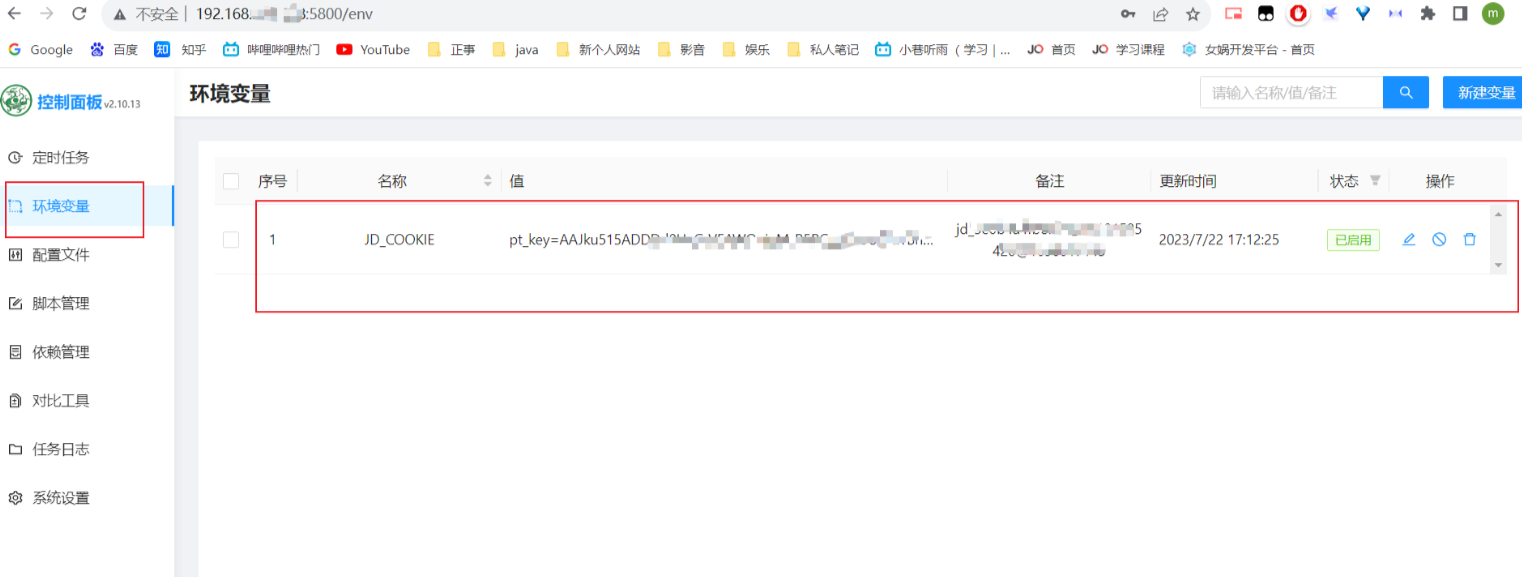 不安全 192.168. :5800/env m
Google 百度 知 知乎 哔哩哔哩热门 YouTube 正事 java 新个人网站 影音 娱乐 私人笔记 小巷听雨（学习 | ... JO 首页 JO 学习课程 女娲开发平台 - 首页
控制面板 v2.10.13
环境变量
请输入名称/值/备注
新建变量
定时任务
环境变量
配置文件
脚本管理
依赖管理
对比工具
任务日志
系统设置
序号 名称 值 备注 更新时间 状态 操作
1 JD_COOKIE pt_key=AAJku515ADD 2023/7/22 17:12:25 已启用